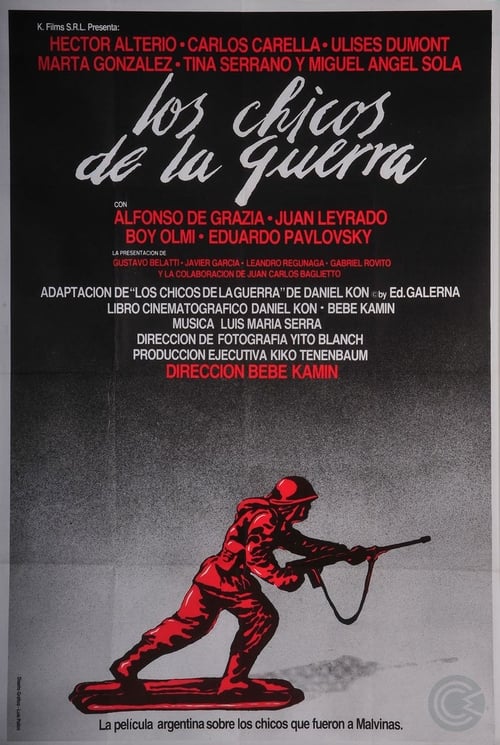 K. Films S.R.L. Presenta:
HECTOR ALTERIO • CARLOS CARELLA • ULISES DUMONT
MARTA GONZALEZ • TINA SERRANO Y MIGUEL ANGEL SOLA
los chicos
de la guerra
CON
ALFONSO DE GRAZIA • JUAN LEYRADO
BOY OLMI • EDUARDO PAVLOVSKY
LA PRESENTACION DE
GUSTAVO BELATTI • JAVIER GARCIA • LEANDRO REGUNAGA • GABRIEL ROVITO
Y LA COLABORACION DE JUAN CARLOS BAGLIETTO
ADAPTACION DE "LOS CHICOS DE LA GUERRA" DE DANIEL KON © by Ed. GALERNA
LIBRO CINEMATOGRAFICO DANIEL KON • BEBE KAMIN
MUSICA LUIS MARIA SERRA
DIRECCION DE FOTOGRAFIA YITO BLANCH
PRODUCCION EJECUTIVA KIKO TENENBAUM
DIRECCION BEBE KAMIN
La película argentina sobre los chicos que fueron a Malvinas.